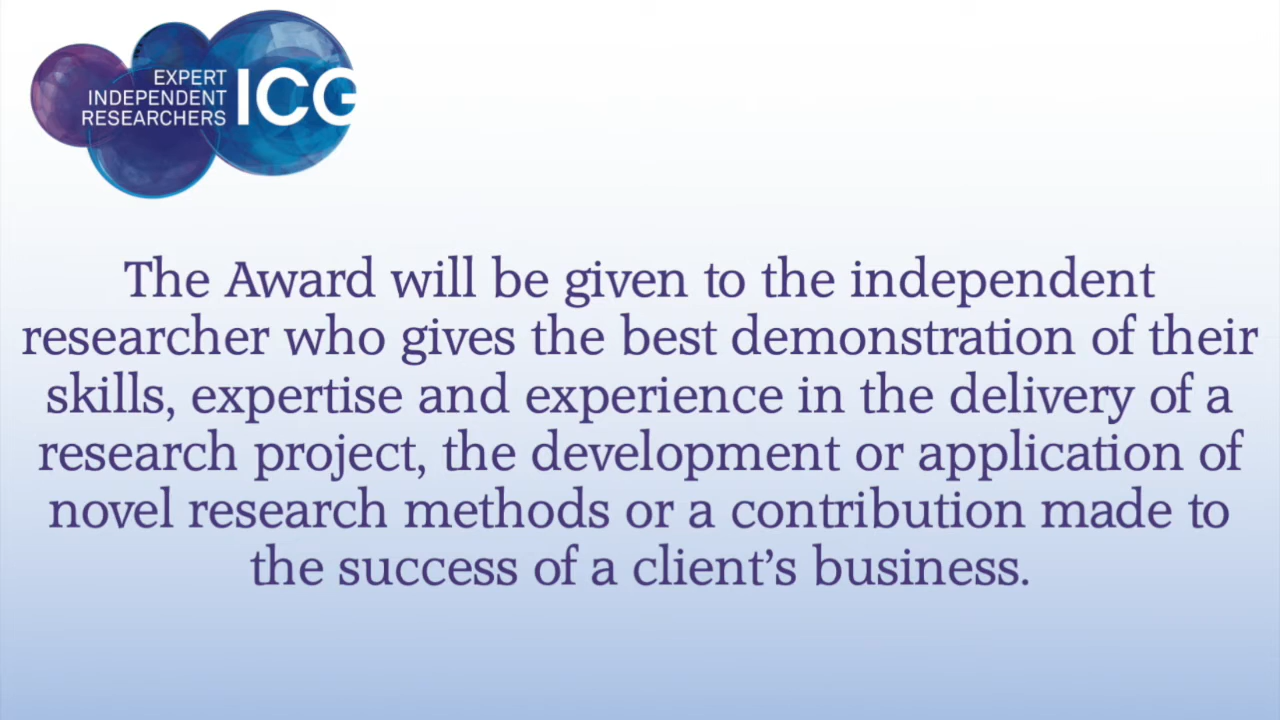 EXPERT
INDEPENDENT
RESEARCHERS
ICG
The Award will be given to the independent
researcher who gives the best demonstration of their
skills, expertise and experience in the delivery of a
research project, the development or application of
novel research methods or a contribution made to
the success of a client’s business.